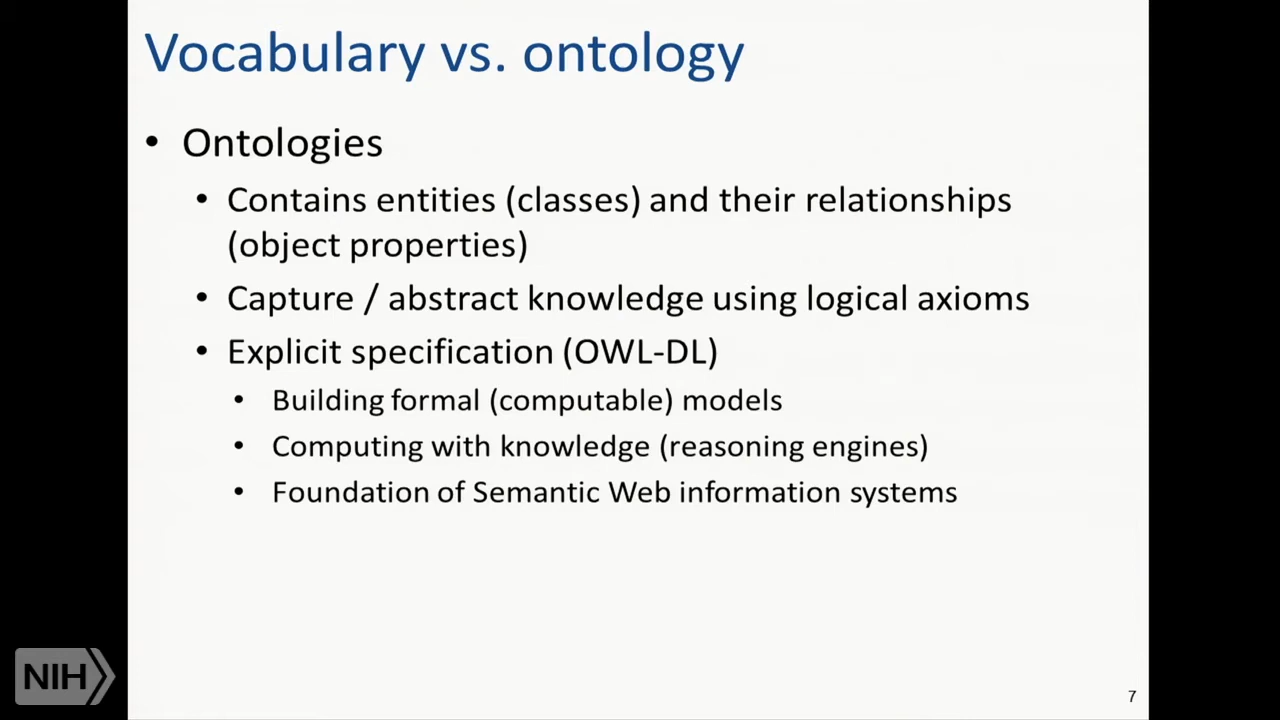 Vocabulary vs. ontology
• Ontologies
• Contains entities (classes) and their relationships
(object properties)
• Capture / abstract knowledge using logical axioms
• Explicit specification (OWL-DL)
• Building formal (computable) models
• Computing with knowledge (reasoning engines)
• Foundation of Semantic Web information systems
NIH
7